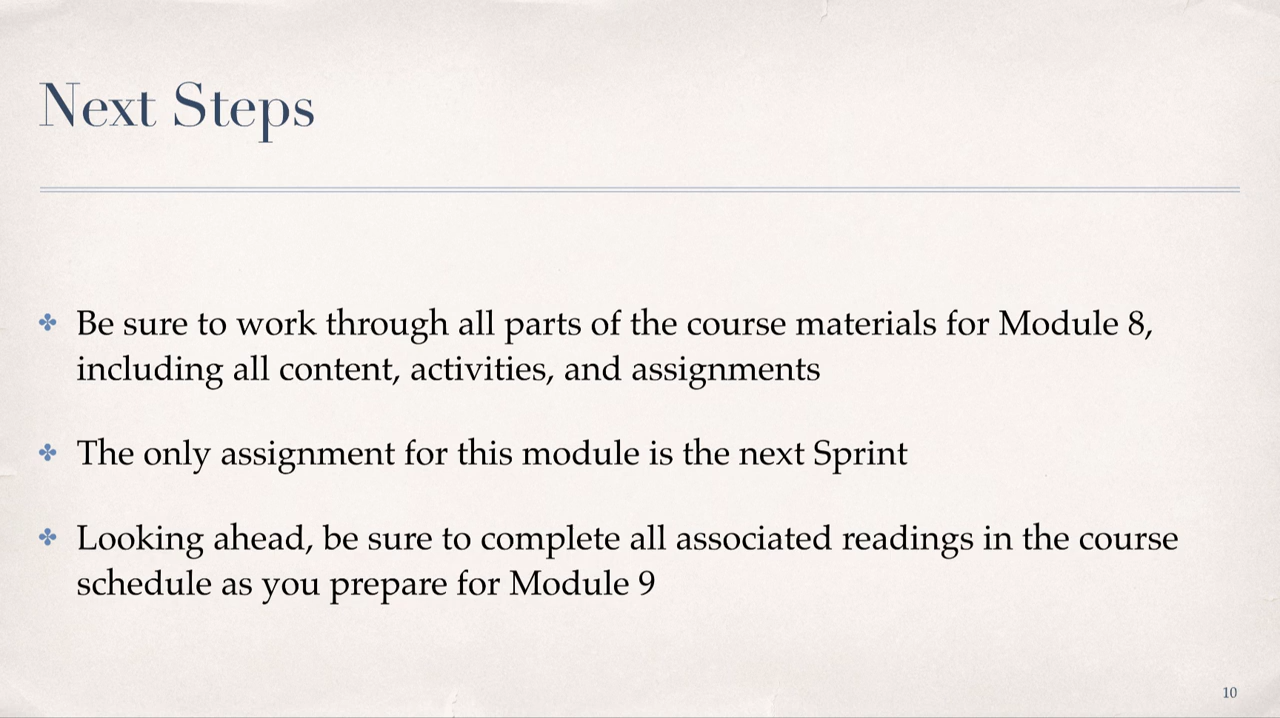 Next Steps
Be sure to work through all parts of the course materials for Module 8,
including all content, activities, and assignments
The only assignment for this module is the next Sprint
Looking ahead, be sure to complete all associated readings in the course
schedule as you prepare for Module 9
10